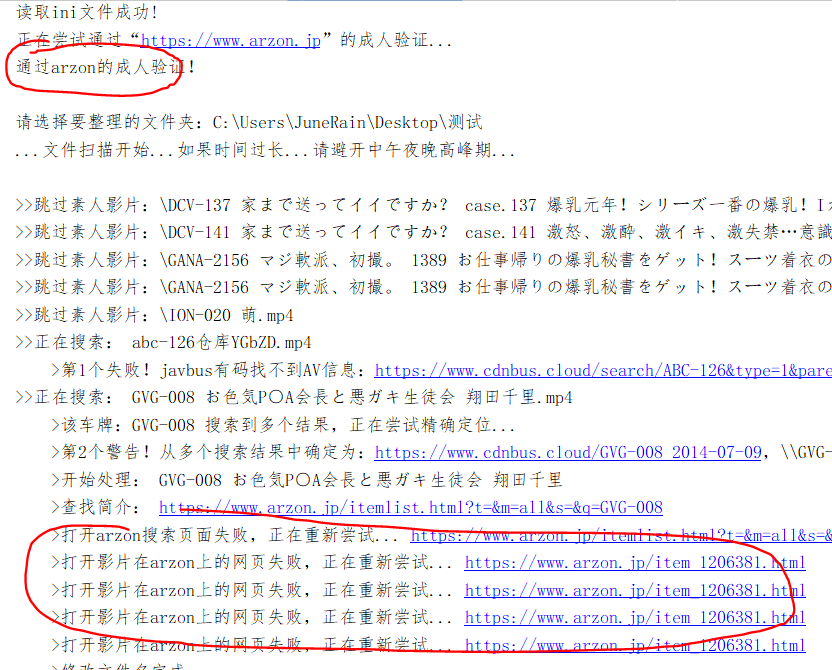 读取ini文件成功!
正在尝试通过“https://www.arzon.jp”的成人验证...
通过arzon的成人验证!
请选择要整理的文件夹：C:\Users\JuneRain\Desktop\测试
...文件扫描开始...如果时间过长...请避开中午夜晚高峰期...
>>跳过素人影片：\DCV-137 家まで送ってイイですか？ case.137 爆乳元年！シリーズ一番の爆乳！Iカ
>>跳过素人影片：\DCV-141 家まで送ってイイですか？ case.141 激怒、激酔、激イキ、激失禁…意識
>>跳过素人影片：\GANA-2156 マジ軟派、初撮。 1389 お仕事帰りの爆乳秘書をゲット！スーツ着衣の
>>跳过素人影片：\GANA-2156 マジ軟派、初撮。 1389 お仕事帰りの爆乳秘書をゲット！スーツ着衣の
>>跳过素人影片：\ION-020 萌.mp4
>>正在搜索： abc-126仓库YGbZD.mp4
>第1个失败！javbus有码找不到AV信息：https://www.cdnbus.cloud/search/ABC-126&type=1&pare
>>正在搜索： GVG-008 お色気P○A会長と悪ガキ生徒会 翔田千里.mp4
>该车牌：GVG-008 搜索到多个结果，正在尝试精确定位...
>第2个警告！从多个搜索结果中确定为：https://www.cdnbus.cloud/GVG-008_2014-07-09，\\GVG-
>开始处理： GVG-008 お色気P○A会長と悪ガキ生徒会 翔田千里
>查找简介： https://www.arzon.jp/itemlist.html?t=&m=all&s=&q=GVG-008
>打开arzon搜索页面失败，正在重新尝试... https://www.arzon.jp/itemlist.html?t=&m=all&s=&
>打开影片在arzon上的网页失败，正在重新尝试... https://www.arzon.jp/item_1206381.html
>打开影片在arzon上的网页失败，正在重新尝试... https://www.arzon.jp/item_1206381.html
>打开影片在arzon上的网页失败，正在重新尝试... https://www.arzon.jp/item_1206381.html
>打开影片在arzon上的网页失败，正在重新尝试... https://www.arzon.jp/item_1206381.html
>修改文件名完成